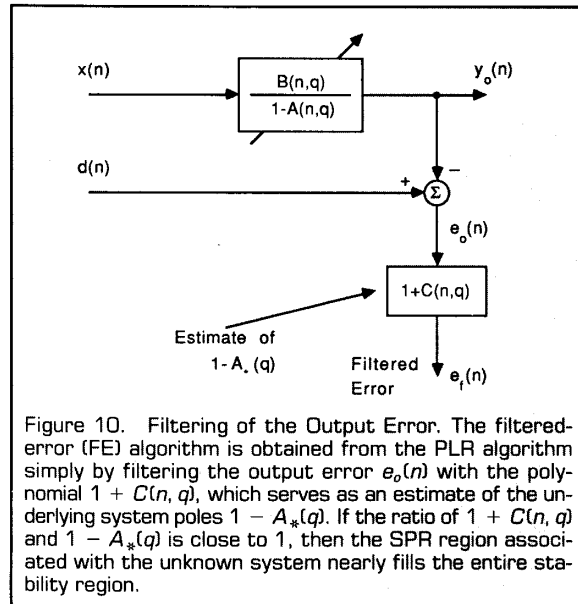 x(n)
B(n,q)
1-A(n,q)
y_o(n)
d(n)
+
−
Σ
e_o(n)
1+C(n,q)
Estimate of
1-A_*(q)
Filtered
Error
e_f(n)
Figure 10. Filtering of the Output Error. The filtered-
error (FE) algorithm is obtained from the PLR algorithm
simply by filtering the output error e_o(n) with the poly-
nomial 1 + C(n, q), which serves as an estimate of the un-
derlying system poles 1 − A_*(q). If the ratio of 1 + C(n, q)
and 1 − A_*(q) is close to 1, then the SPR region associ-
ated with the unknown system nearly fills the entire sta-
bility region.